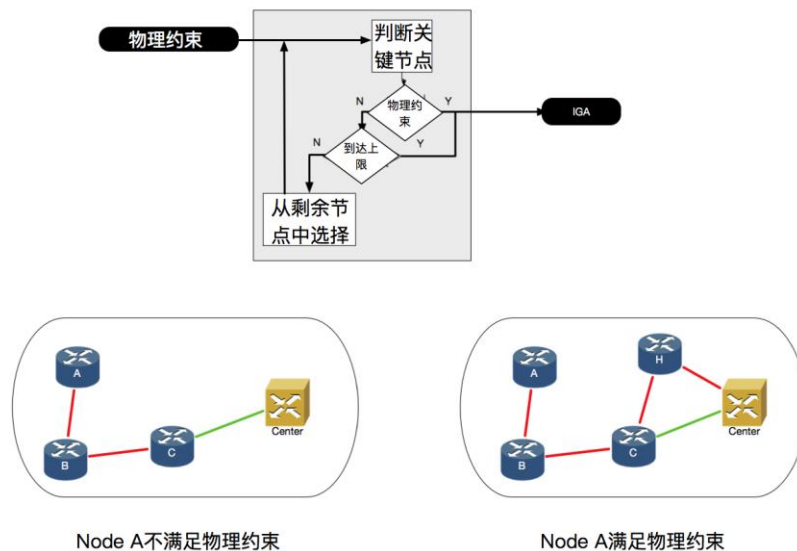 物理约束
判断关
键节点
N
物理约
束
Y
IGA
N
到达上
限
Y
从剩余节
点中选择
A
B
C
Center
A
H
B
C
Center
Node A不满足物理约束
Node A满足物理约束